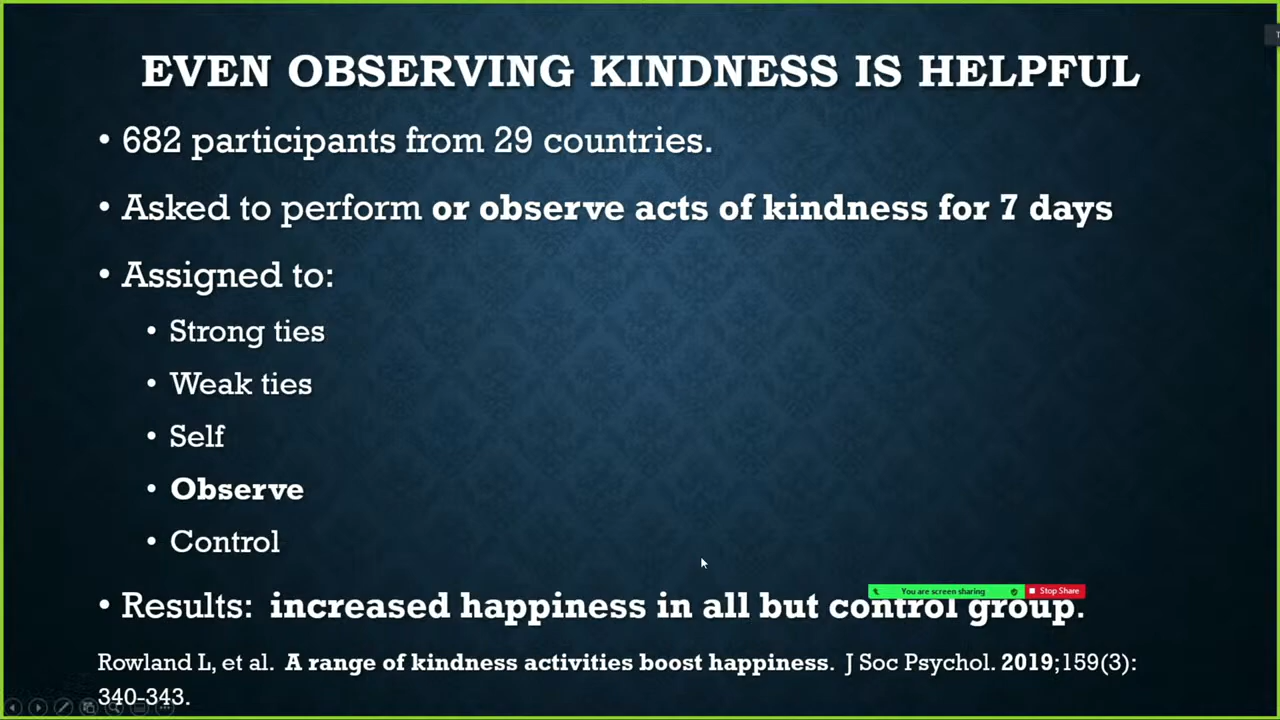 EVEN OBSERVING KINDNESS IS HELPFUL
• 682 participants from 29 countries.
• Asked to perform or observe acts of kindness for 7 days
• Assigned to:
• Strong ties
• Weak ties
• Self
• Observe
• Control
You are screen sharing Stop Share
• Results: increased happiness in all but control group.
Rowland L, et al. A range of kindness activities boost happiness. J Soc Psychol. 2019;159(3):
340-343.